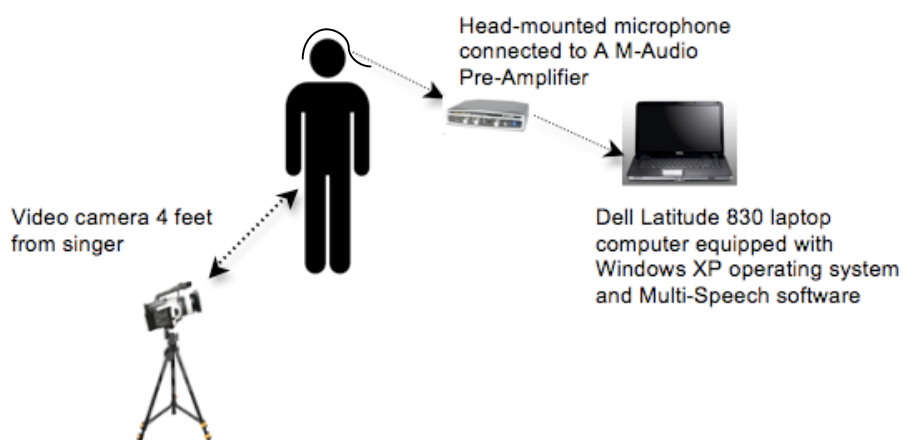 Head-mounted microphone
connected to A M-Audio
Pre-Amplifier
Video camera 4 feet
from singer
Dell Latitude 830 laptop
computer equipped with
Windows XP operating system
and Multi-Speech software